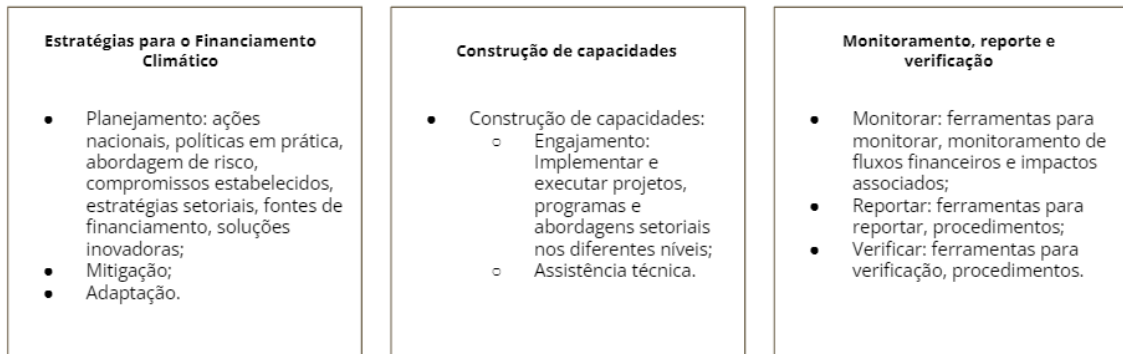 Estratégias para o Financiamento
Climático
● Planejamento: ações
nacionais, políticas em prática,
abordagem de risco,
compromissos estabelecidos,
estratégias setoriais, fontes de
financiamento, soluções
inovadoras;
● Mitigação;
● Adaptação.
Construção de capacidades
● Construção de capacidades:
○ Engajamento:
Implementar e
executar projetos,
programas e
abordagens setoriais
nos diferentes níveis;
○ Assistência técnica.
Monitoramento, reporte e
verificação
● Monitorar: ferramentas para
monitorar, monitoramento de
fluxos financeiros e impactos
associados;
● Reportar: ferramentas para
reportar, procedimentos;
● Verificar: ferramentas para
verificação, procedimentos.